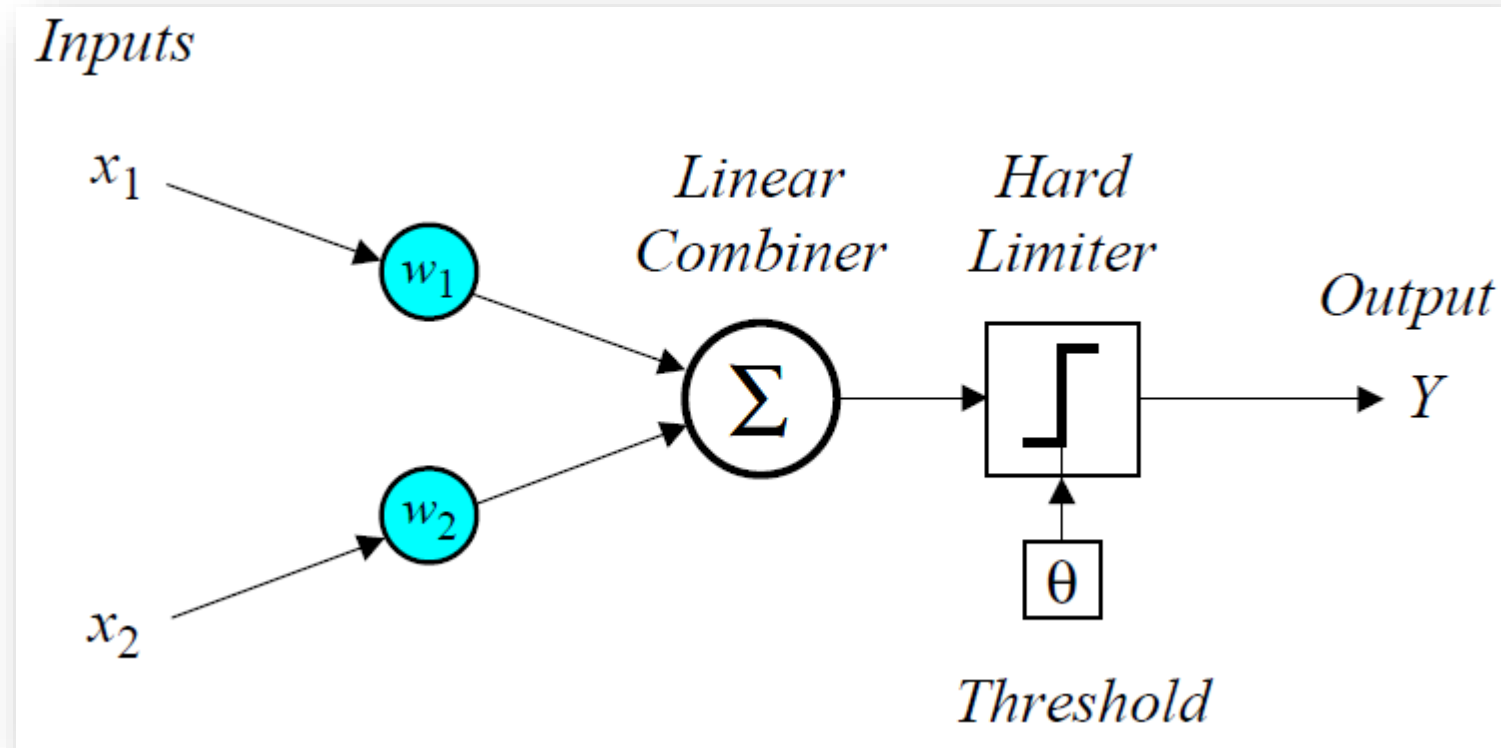 Inputs
x1
Linear
Combiner
Hard
Limiter
w1
Output
Σ
Y
w2
θ
x2
Threshold